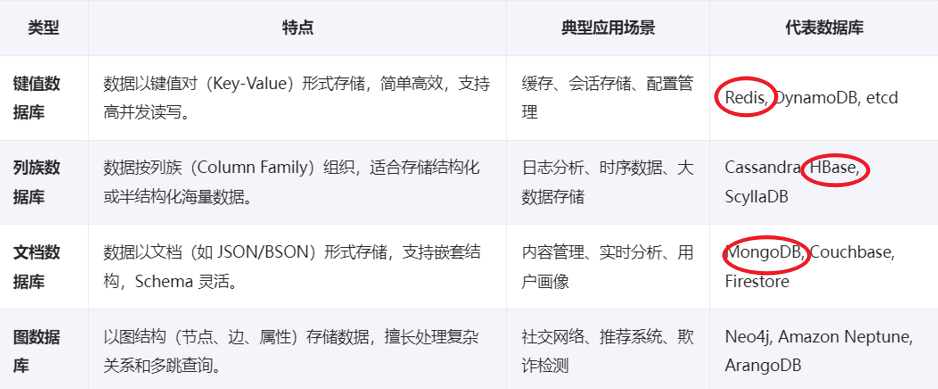 类型 特点 典型应用场景 代表数据库
键值数 数据以键值对（Key-Value）形式存储，简单高效，支持 缓存、会话存储、配置管 Redis, DynamoDB, etcd
据库 高并发读写。 理
列族数 数据按列族（Column Family）组织，适合存储结构化 日志分析、时序数据、大 Cassandra, HBase,
据库 或半结构化海量数据。 数据存储 ScyllaDB
文档数 数据以文档（如 JSON/BSON）形式存储，支持嵌套结 内容管理、实时分析、用 MongoDB, Couchbase,
据库 构，Schema 灵活。 户画像 Firestore
图数据 以图结构（节点、边、属性）存储数据，擅长处理复杂 社交网络、推荐系统、欺 Neo4j, Amazon Neptune,
库 关系和多跳查询。 诈检测 ArangoDB